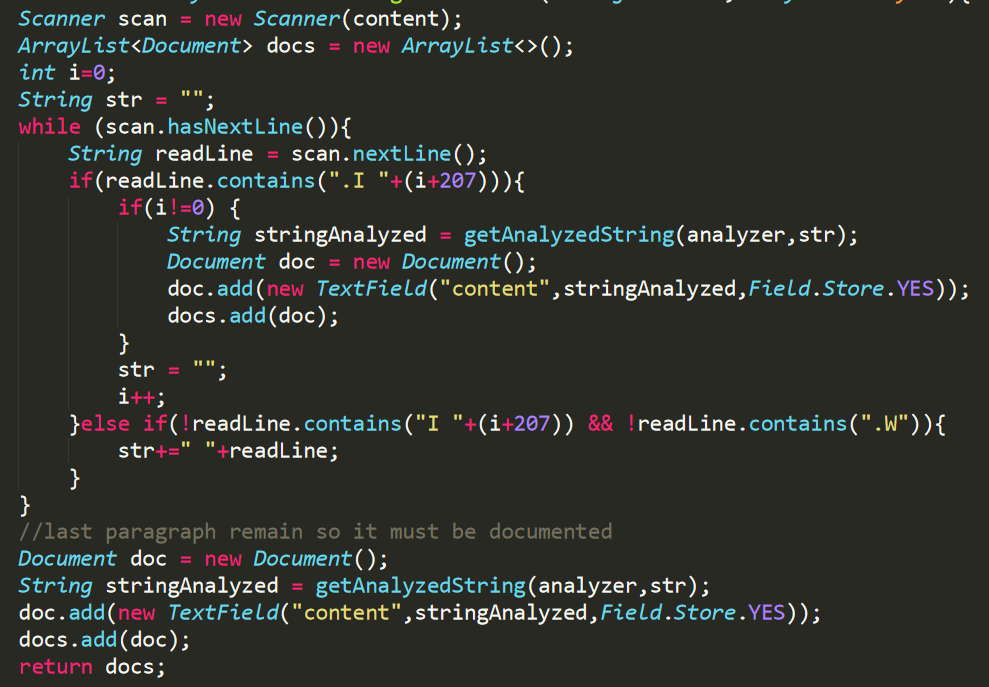 Scanner scan = new Scanner(content);
ArrayList<Document> docs = new ArrayList<>();
int i=0;
String str = "";
while (scan.hasNextLine()){
    String readLine = scan.nextLine();
    if(readLine.contains(".I "+(i+207))){
        if(i!=0) {
            String stringAnalyzed = getAnalyzedString(analyzer,str);
            Document doc = new Document();
            doc.add(new TextField("content",stringAnalyzed,Field.Store.YES));
            docs.add(doc);
        }
        str = "";
        i++;
    }else if(!readLine.contains("I "+(i+207)) && !readLine.contains(".W")){
        str+=" "+readLine;
    }
}
//last paragraph remain so it must be documented
Document doc = new Document();
String stringAnalyzed = getAnalyzedString(analyzer,str);
doc.add(new TextField("content",stringAnalyzed,Field.Store.YES));
docs.add(doc);
return docs;